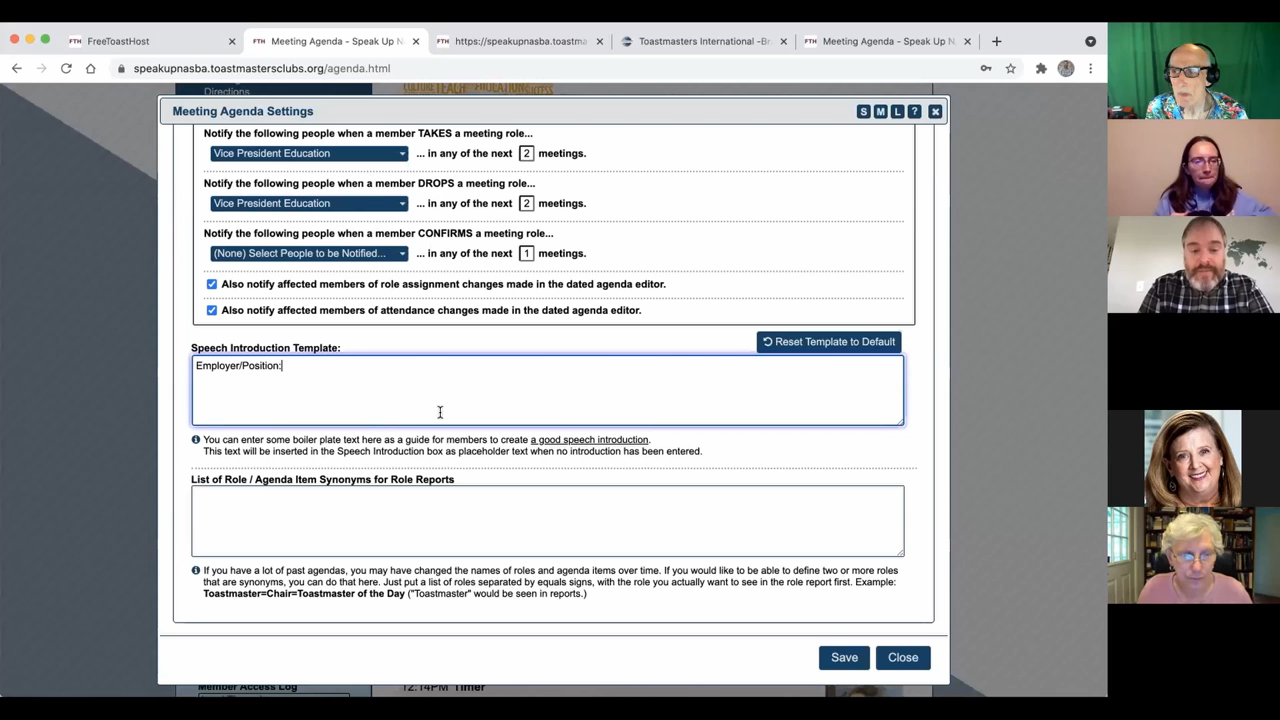 FTH FreeToastHost
FTH Meeting Agenda - Speak Up N
FTH https://speakupnasba.toastma
Toastmasters International -Br
FTH Meeting Agenda - Speak Up N
speakupnasba.toastmastersclubs.org/agenda.html
Directions
Meeting Agenda Settings
S M L ?
Notify the following people when a member TAKES a meeting role...
Vice President Education ... in any of the next 2 meetings.
Notify the following people when a member DROPS a meeting role...
Vice President Education ... in any of the next 2 meetings.
Notify the following people when a member CONFIRMS a meeting role...
(None) Select People to be Notified... ... in any of the next 1 meetings.
Also notify affected members of role assignment changes made in the dated agenda editor.
Also notify affected members of attendance changes made in the dated agenda editor.
Speech Introduction Template:
Reset Template to Default
Employer/Position:
You can enter some boiler plate text here as a guide for members to create a good speech introduction.
This text will be inserted in the Speech Introduction box as placeholder text when no introduction has been entered.
List of Role / Agenda Item Synonyms for Role Reports
If you have a lot of past agendas, you may have changed the names of roles and agenda items over time. If you would like to be able to define two or more roles
that are synonyms, you can do that here. Just put a list of roles separated by equals signs, with the role you actually want to see in the role report first. Example:
Toastmaster=Chair=Toastmaster of the Day ("Toastmaster" would be seen in reports.)
Save Close
Member Access Log
12:14PM Timer